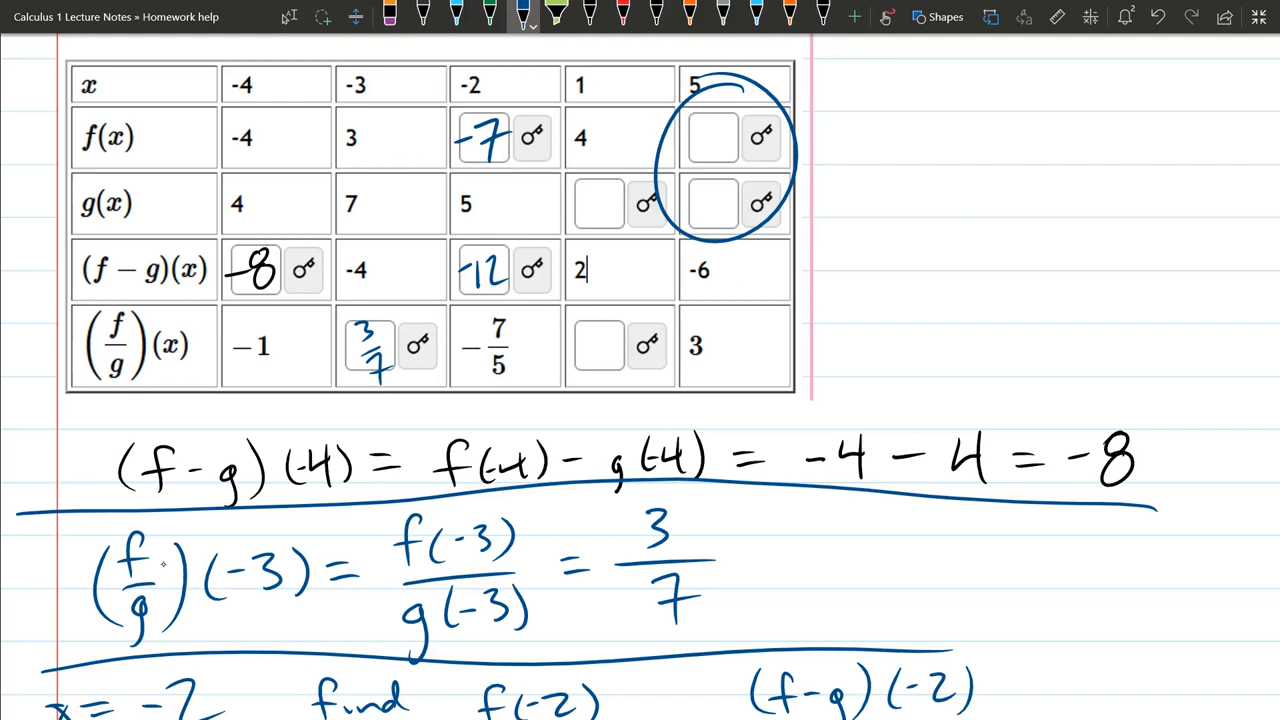 Calculus 1 Lecture Notes » Homework help
Shapes
x -4 -3 -2 1 5
f(x) -4 3 -7 4
g(x) 4 7 5
(f − g)(x) -8 -4 -12 2 -6
(f/g)(x) −1 3/7 −7/5 3
(f - g)(-4) = f(-4) - g(-4) = -4 - 4 = -8
(f/g)(-3) = f(-3)/g(-3) = 3/7
x = -2 find f(-2) (f-g)(-2)